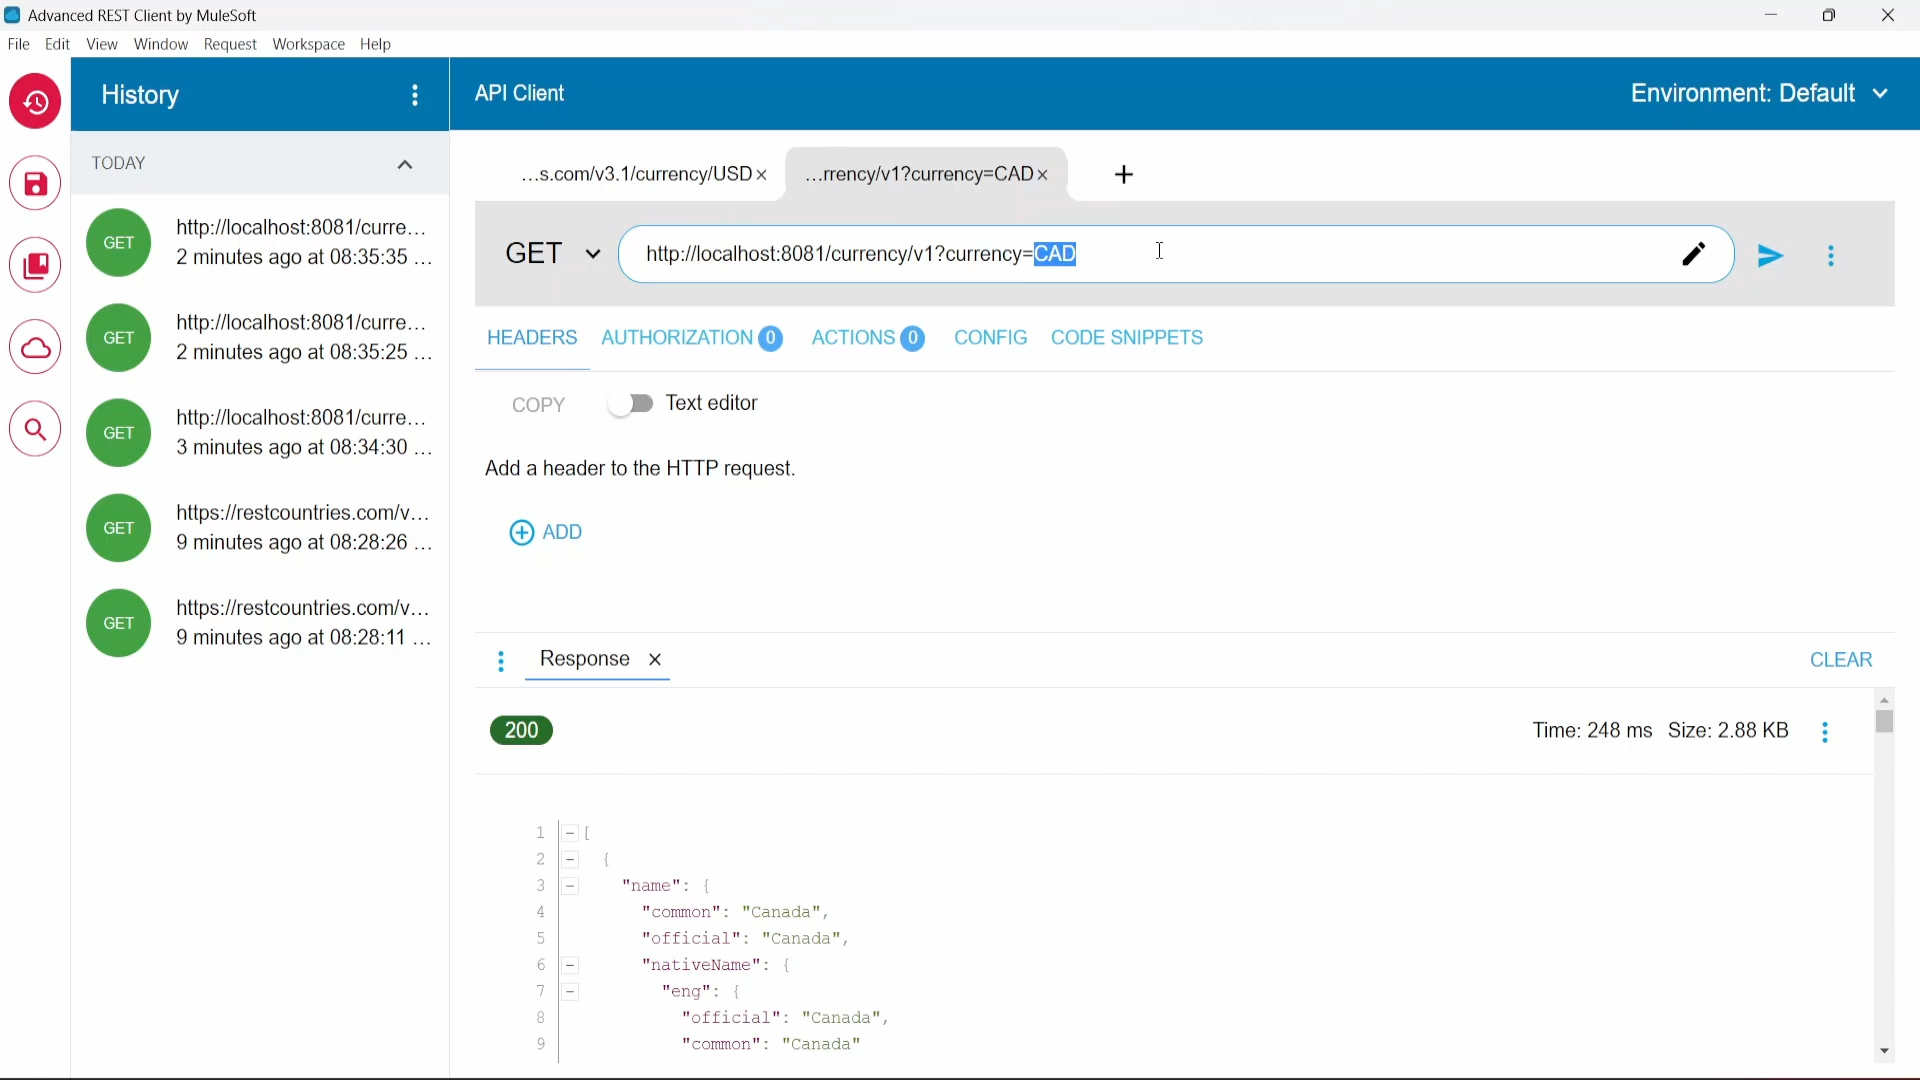 Advanced REST Client by MuleSoft
File Edit View Window Request Workspace Help
History
API Client
Environment: Default
TODAY
...s.com/v3.1/currency/USD ×
...rrency/v1?currency=CAD ×
+
GET http://localhost:8081/curre...
2 minutes ago at 08:35:35 ...
GET http://localhost:8081/curre...
2 minutes ago at 08:35:25 ...
GET http://localhost:8081/curre...
3 minutes ago at 08:34:30 ...
GET https://restcountries.com/v...
9 minutes ago at 08:28:26 ...
GET https://restcountries.com/v...
9 minutes ago at 08:28:11 ...
GET http://localhost:8081/currency/v1?currency=CAD
HEADERS AUTHORIZATION 0 ACTIONS 0 CONFIG CODE SNIPPETS
COPY Text editor
Add a header to the HTTP request.
ADD
Response ×
CLEAR
200
Time: 248 ms Size: 2.88 KB
1 [
2 {
3 "name": {
4 "common": "Canada",
5 "official": "Canada",
6 "nativeName": {
7 "eng": {
8 "official": "Canada",
9 "common": "Canada"